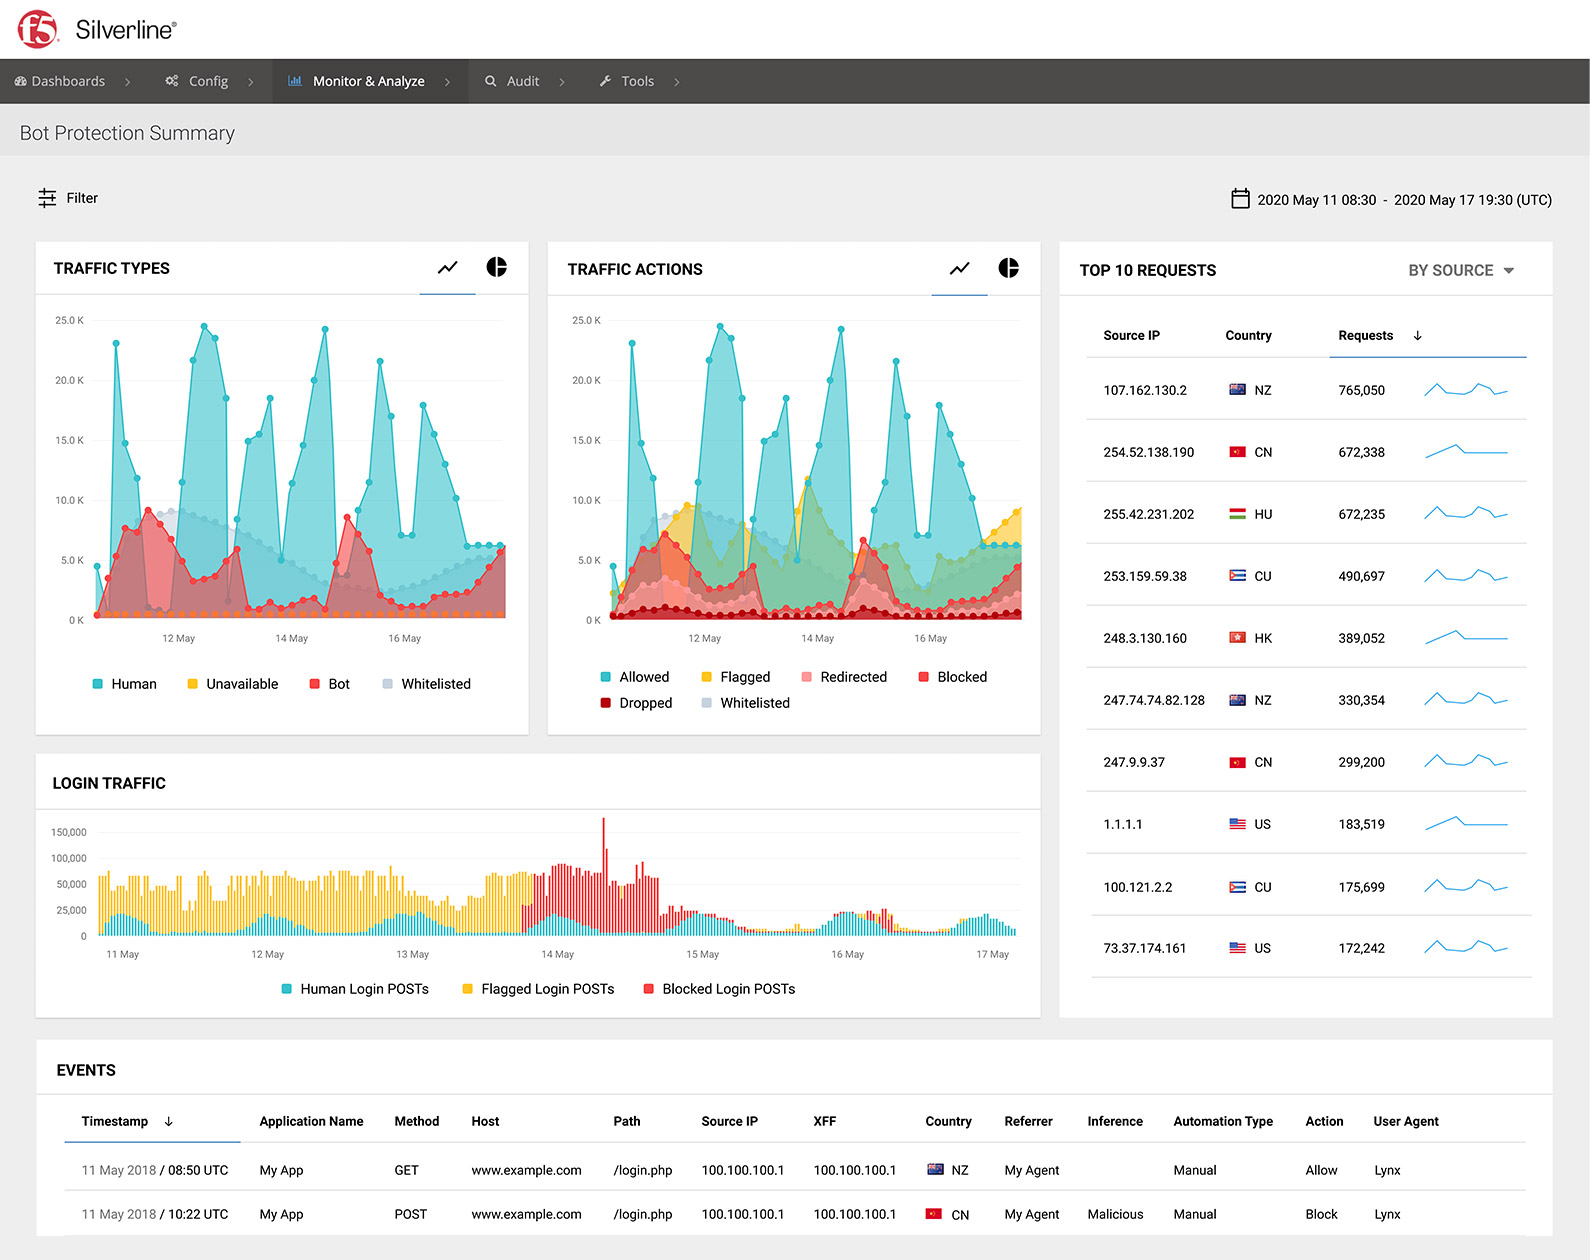 f5 Silverline®
Dashboards Config Monitor & Analyze Audit Tools
Bot Protection Summary
Filter
2020 May 11 08:30 - 2020 May 17 19:30 (UTC)
TRAFFIC TYPES
25.0 K
20.0 K
15.0 K
10.0 K
5.0 K
0 K
12 May 14 May 16 May
Human Unavailable Bot Whitelisted
TRAFFIC ACTIONS
25.0 K
20.0 K
15.0 K
10.0 K
5.0 K
0 K
12 May 14 May 16 May
Allowed Flagged Redirected Blocked
Dropped Whitelisted
TOP 10 REQUESTS BY SOURCE
Source IP Country Requests ↓
107.162.130.2 NZ 765,050
254.52.138.190 CN 672,338
255.42.231.202 HU 672,235
253.159.59.38 CU 490,697
248.3.130.160 HK 389,052
247.74.74.82.128 NZ 330,354
247.9.9.37 CN 299,200
1.1.1.1 US 183,519
100.121.2.2 CU 175,699
73.37.174.161 US 172,242
LOGIN TRAFFIC
150,000
100,000
50,000
25,000
0
11 May 12 May 13 May 14 May 15 May 16 May 17 May
Human Login POSTs Flagged Login POSTs Blocked Login POSTs
EVENTS
Timestamp ↓ Application Name Method Host Path Source IP XFF Country Referrer Inference Automation Type Action User Agent
11 May 2018 / 08:50 UTC My App GET www.example.com /login.php 100.100.100.1 100.100.100.1 NZ My Agent Manual Allow Lynx
11 May 2018 / 10:22 UTC My App POST www.example.com /login.php 100.100.100.1 100.100.100.1 CN My Agent Malicious Manual Block Lynx